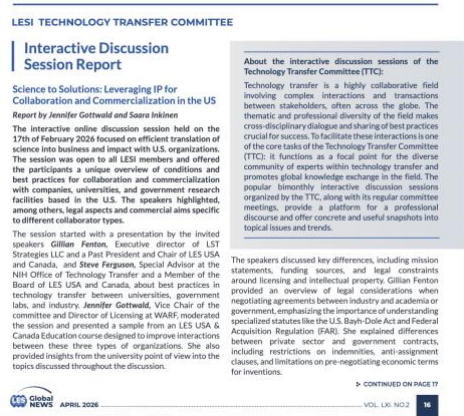 LESI TECHNOLOGY TRANSFER COMMITTEE
Interactive Discussion
Session Report
Science to Solutions: Leveraging IP for
Collaboration and Commercialization in the US
Report by Jennifer Gottwald and Saara Inkinen
The interactive online session held on the
17th of February 2026 focused on efficient translation of
science into business and impact with U.S. organizations.
The session was open to all LESI members and offered
the participants a unique overview of conditions and
best practices for collaboration and commercialization
with companies, universities, and government research
facilities based in the U.S. The speakers highlighted,
among others, legal aspects and commercial aims specific
to different collaborator types.
The session started with a presentation by the invited
speakers Gillian Fenton, Executive director of LST
Strategies LLC and a Past President and Chair of LES USA
and Canada, and Steve Ferguson, Special Advisor at the
NIH Office of Technology Transfer and a Member of the
Board of LES USA and Canada, about best practices in
technology transfer between universities, government
labs, and industry. Jennifer Gottwald, Vice Chair of the
committee and Director of Licensing at WARF, moderated
the session and presented a sample from an LES USA &
Canada Education course designed to improve interactions
between these three types of organizations. She also
provided insights from the university point of view into the
topics discussed throughout the discussion.
About the interactive discussion sessions of the
Technology Transfer Committee (TTC):
Technology transfer is a highly collaborative field
involving complex interactions and transactions
between stakeholders, often across the globe. The
thematic and professional diversity of the field makes
cross-disciplinary dialogue and sharing of best practices
crucial for success. To facilitate these interactions is one
of the core tasks of the Technology Transfer Committee
(TTC): it functions as a focal point for the diverse
community of experts within technology transfer and
promotes global knowledge exchange in the field. The
popular bimonthly interactive discussion sessions
organized by the TTC, along with its regular committee
meetings, provide a platform for a professional
discourse and offer concrete and useful snapshots into
topical issues and trends.
The speakers discussed key differences, including mission
statements, funding sources, and legal constraints
around licensing and intellectual property. Gillian Fenton
provided an overview of legal considerations when
negotiating agreements between industry and academia or
government, emphasizing the importance of understanding
specialized statutes like the U.S. Bayh-Dole Act and Federal
Acquisition Regulation (FAR). She explained differences
between private sector and government contracts,
including restrictions on indemnities, anti-assignment
clauses, and limitations on pre-negotiating economic terms
for inventions.
CONTINUED ON PAGE 17
LES Global
NEWS
APRIL 2026
VOL. LXI. NO.2
16